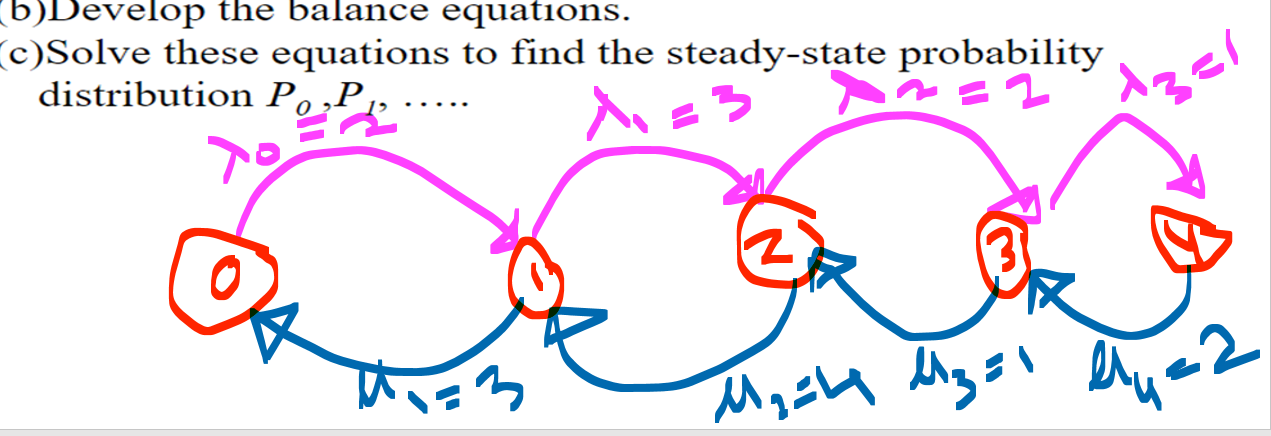 (b)Develop the balance equations.
(c)Solve these equations to find the steady-state probability
distribution P₀ ,P₁, …..
λ0 = 2
λ1 = 3
λ2 = 2
λ3 = 1
0
1
2
3
4
μ1 = 3
μ2 = 4
μ3 = 1
μ4 = 2